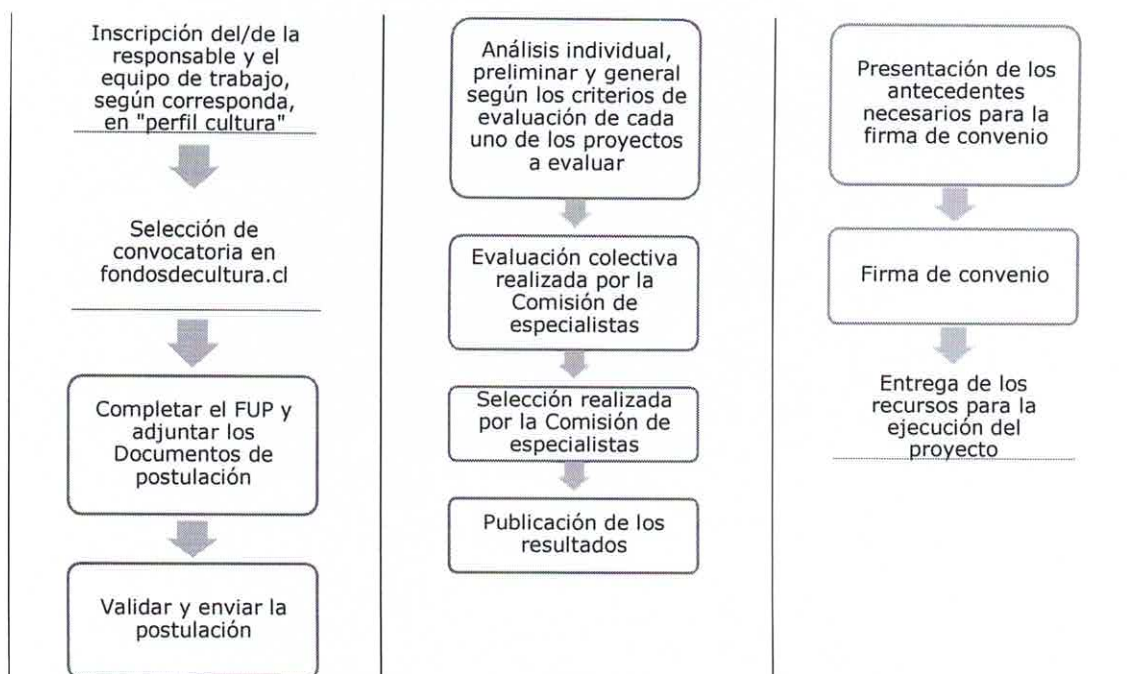 Inscripción del/de la
responsable y el
equipo de trabajo,
según corresponda,
en "perfil cultura"
Selección de
convocatoria en
fondosdecultura.cl
Completar el FUP y
adjuntar los
Documentos de
postulación
Validar y enviar la
postulación
Análisis individual,
preliminar y general
según los criterios de
evaluación de cada
uno de los proyectos
a evaluar
Evaluación colectiva
realizada por la
Comisión de
especialistas
Selección realizada
por la Comisión de
especialistas
Publicación de los
resultados
Presentación de los
antecedentes
necesarios para la
firma de convenio
Firma de convenio
Entrega de los
recursos para la
ejecución del
proyecto